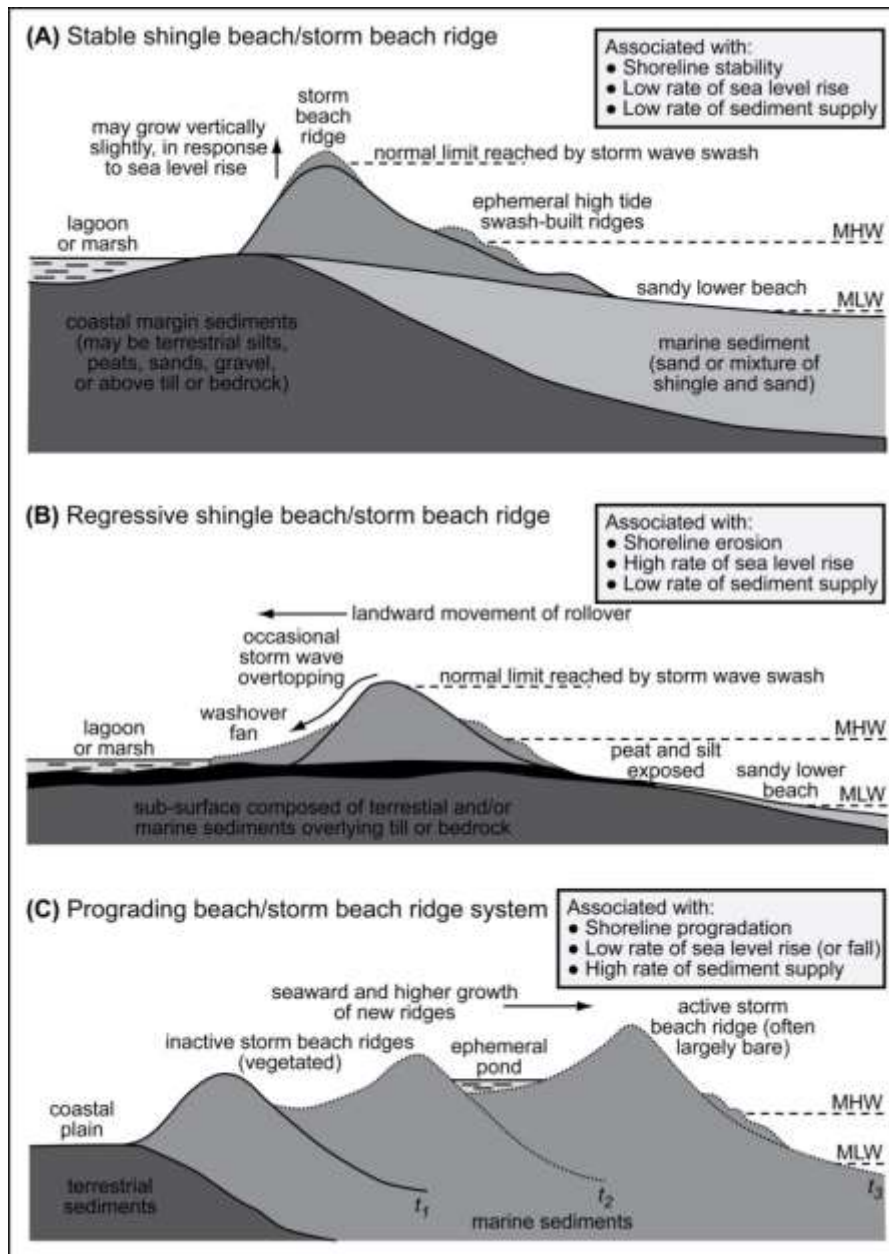 (A) Stable shingle beach/storm beach ridge
Associated with:
● Shoreline stability
● Low rate of sea level rise
● Low rate of sediment supply
storm
beach
ridge
may grow vertically
slightly, in response
to sea level rise
normal limit reached by storm wave swash
ephemeral high tide
swash-built ridges
MHW
lagoon
or marsh
sandy lower beach
MLW
coastal margin sediments
(may be terrestrial silts,
peats, sands, gravel,
or above till or bedrock)
marine sediment
(sand or mixture of
shingle and sand)
(B) Regressive shingle beach/storm beach ridge
Associated with:
● Shoreline erosion
● High rate of sea level rise
● Low rate of sediment supply
landward movement of rollover
occasional
storm wave
overtopping
normal limit reached by storm wave swash
washover
fan
lagoon
or marsh
MHW
peat and silt
exposed
sandy lower
beach
MLW
sub-surface composed of terrestial and/or
marine sediments overlying till or bedrock
(C) Prograding beach/storm beach ridge system
Associated with:
● Shoreline progradation
● Low rate of sea level rise (or fall)
● High rate of sediment supply
seaward and higher growth
of new ridges
active storm
beach ridge (often
largely bare)
inactive storm beach ridges
(vegetated)
ephemeral
pond
coastal
plain
MHW
MLW
terrestrial
sediments
t1
t2
t3
marine sediments